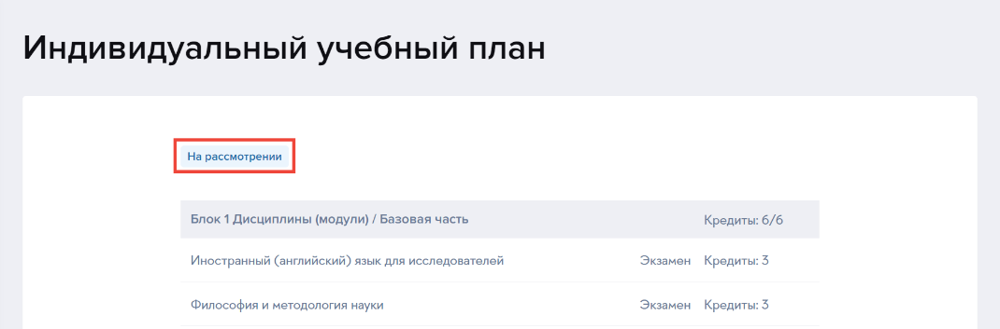 Индивидуальный учебный план
На рассмотрении
Блок 1 Дисциплины (модули) / Базовая часть Кредиты: 6/6
Иностранный (английский) язык для исследователей Экзамен Кредиты: 3
Философия и методология науки Экзамен Кредиты: 3